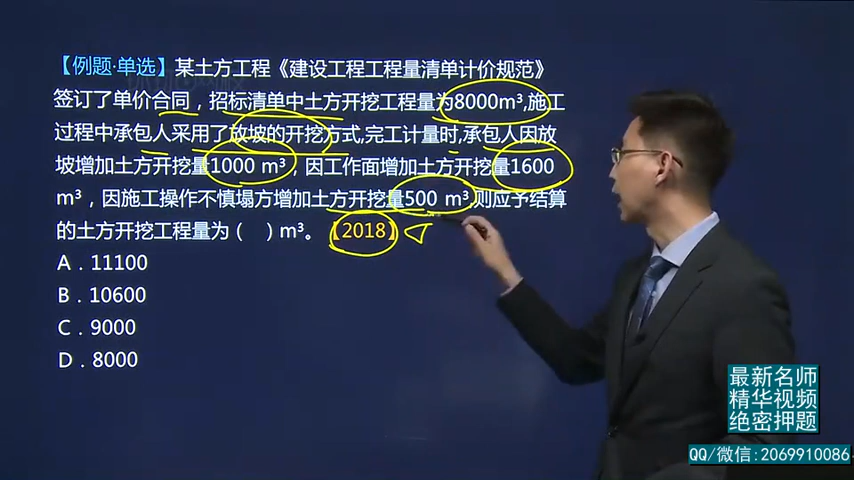 【例题·单选】某土方工程《建设工程工程量清单计价规范》
签订了单价合同，招标清单中土方开挖工程量为8000m³,施工
过程中承包人采用了放坡的开挖方式,完工计量时,承包人因放
坡增加土方开挖量1000 m³，因工作面增加土方开挖量1600
m³，因施工操作不慎塌方增加土方开挖量500 m³,则应予结算
的土方开挖工程量为（　）m³。【2018】
A．11100
B．10600
C．9000
D．8000
最新名师
精华视频
绝密押题
QQ/微信:2069910086